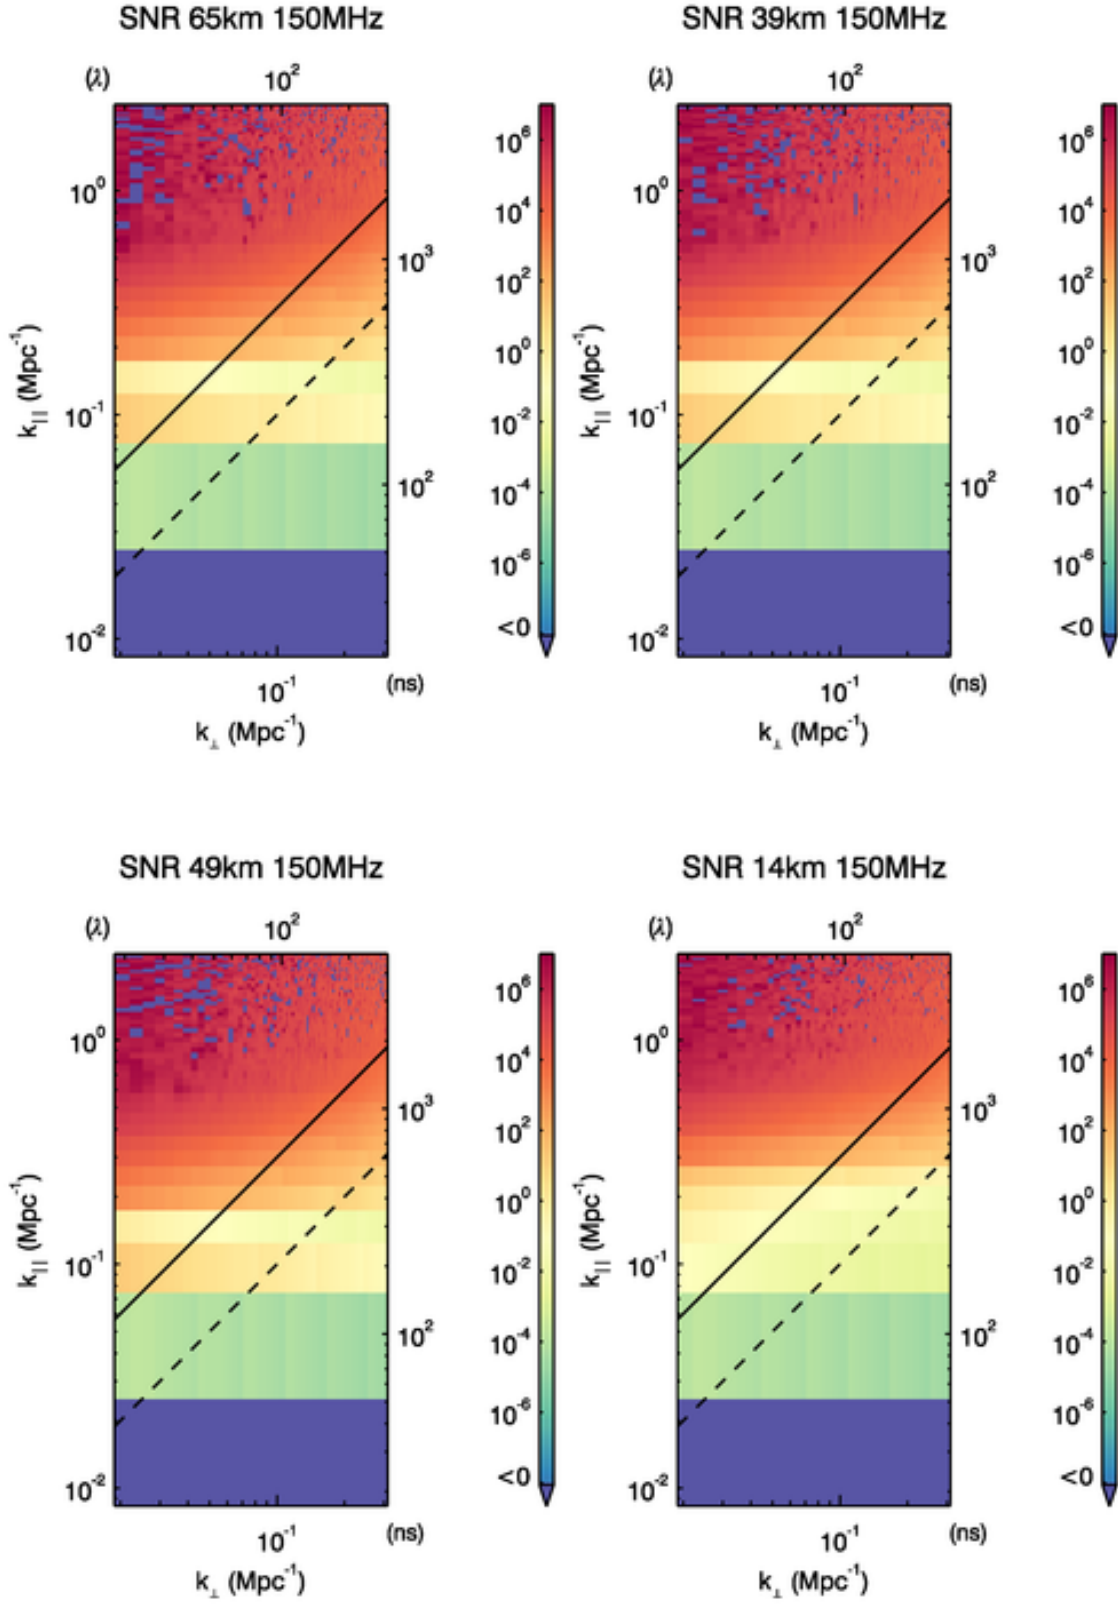 SNR 65km 150MHz
(λ) 10²
10⁰
10⁻¹
10⁻²
k|| (Mpc⁻¹)
10³
10²
10⁻¹ (ns)
k⊥ (Mpc⁻¹)
10⁶
10⁴
10²
10⁰
10⁻²
10⁻⁴
10⁻⁶
<0
SNR 39km 150MHz
(λ) 10²
10⁰
10⁻¹
10⁻²
k|| (Mpc⁻¹)
10³
10²
10⁻¹ (ns)
k⊥ (Mpc⁻¹)
10⁶
10⁴
10²
10⁰
10⁻²
10⁻⁴
10⁻⁶
<0
SNR 49km 150MHz
(λ) 10²
10⁰
10⁻¹
10⁻²
k|| (Mpc⁻¹)
10³
10²
10⁻¹ (ns)
k⊥ (Mpc⁻¹)
10⁶
10⁴
10²
10⁰
10⁻²
10⁻⁴
10⁻⁶
<0
SNR 14km 150MHz
(λ) 10²
10⁰
10⁻¹
10⁻²
k|| (Mpc⁻¹)
10³
10²
10⁻¹ (ns)
k⊥ (Mpc⁻¹)
10⁶
10⁴
10²
10⁰
10⁻²
10⁻⁴
10⁻⁶
<0